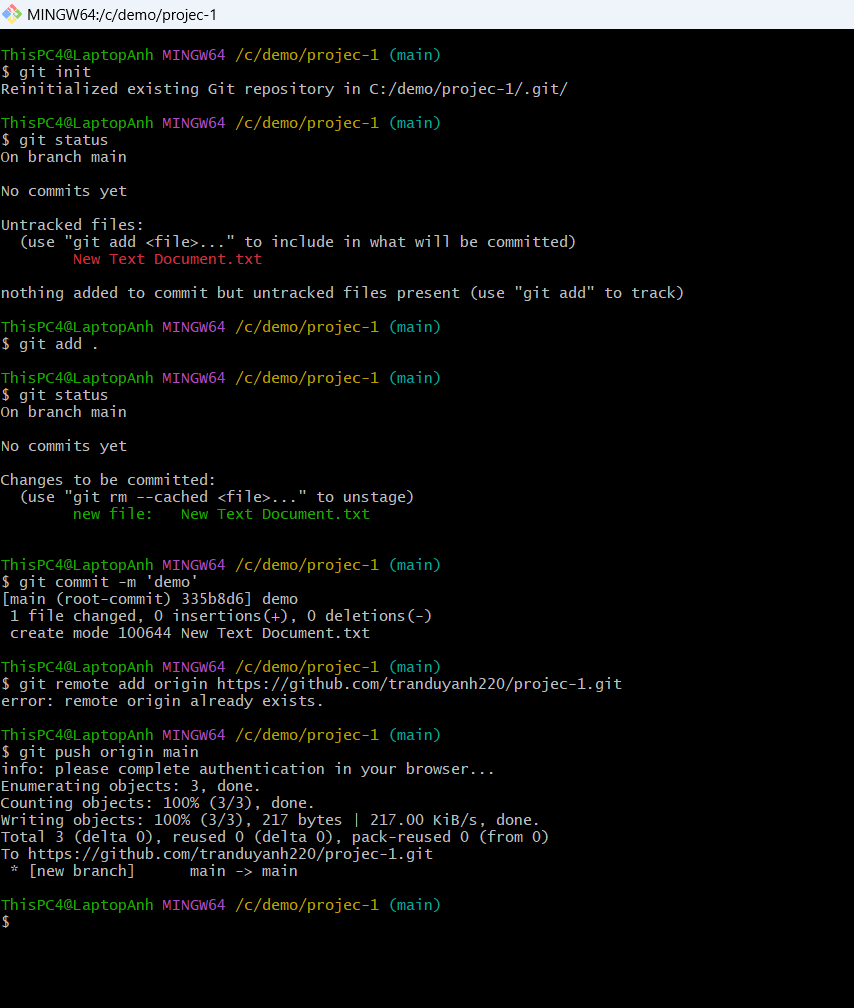 MINGW64:/c/demo/projec-1
ThisPC4@LaptopAnh MINGW64 /c/demo/projec-1 (main)
$ git init
Reinitialized existing Git repository in C:/demo/projec-1/.git/
ThisPC4@LaptopAnh MINGW64 /c/demo/projec-1 (main)
$ git status
On branch main
No commits yet
Untracked files:
  (use "git add <file>..." to include in what will be committed)
        New Text Document.txt
nothing added to commit but untracked files present (use "git add" to track)
ThisPC4@LaptopAnh MINGW64 /c/demo/projec-1 (main)
$ git add .
ThisPC4@LaptopAnh MINGW64 /c/demo/projec-1 (main)
$ git status
On branch main
No commits yet
Changes to be committed:
  (use "git rm --cached <file>..." to unstage)
        new file:   New Text Document.txt
ThisPC4@LaptopAnh MINGW64 /c/demo/projec-1 (main)
$ git commit -m 'demo'
[main (root-commit) 335b8d6] demo
 1 file changed, 0 insertions(+), 0 deletions(-)
 create mode 100644 New Text Document.txt
ThisPC4@LaptopAnh MINGW64 /c/demo/projec-1 (main)
$ git remote add origin https://github.com/tranduyanh220/projec-1.git
error: remote origin already exists.
ThisPC4@LaptopAnh MINGW64 /c/demo/projec-1 (main)
$ git push origin main
info: please complete authentication in your browser...
Enumerating objects: 3, done.
Counting objects: 100% (3/3), done.
Writing objects: 100% (3/3), 217 bytes | 217.00 KiB/s, done.
Total 3 (delta 0), reused 0 (delta 0), pack-reused 0 (from 0)
To https://github.com/tranduyanh220/projec-1.git
 * [new branch]      main -> main
ThisPC4@LaptopAnh MINGW64 /c/demo/projec-1 (main)
$